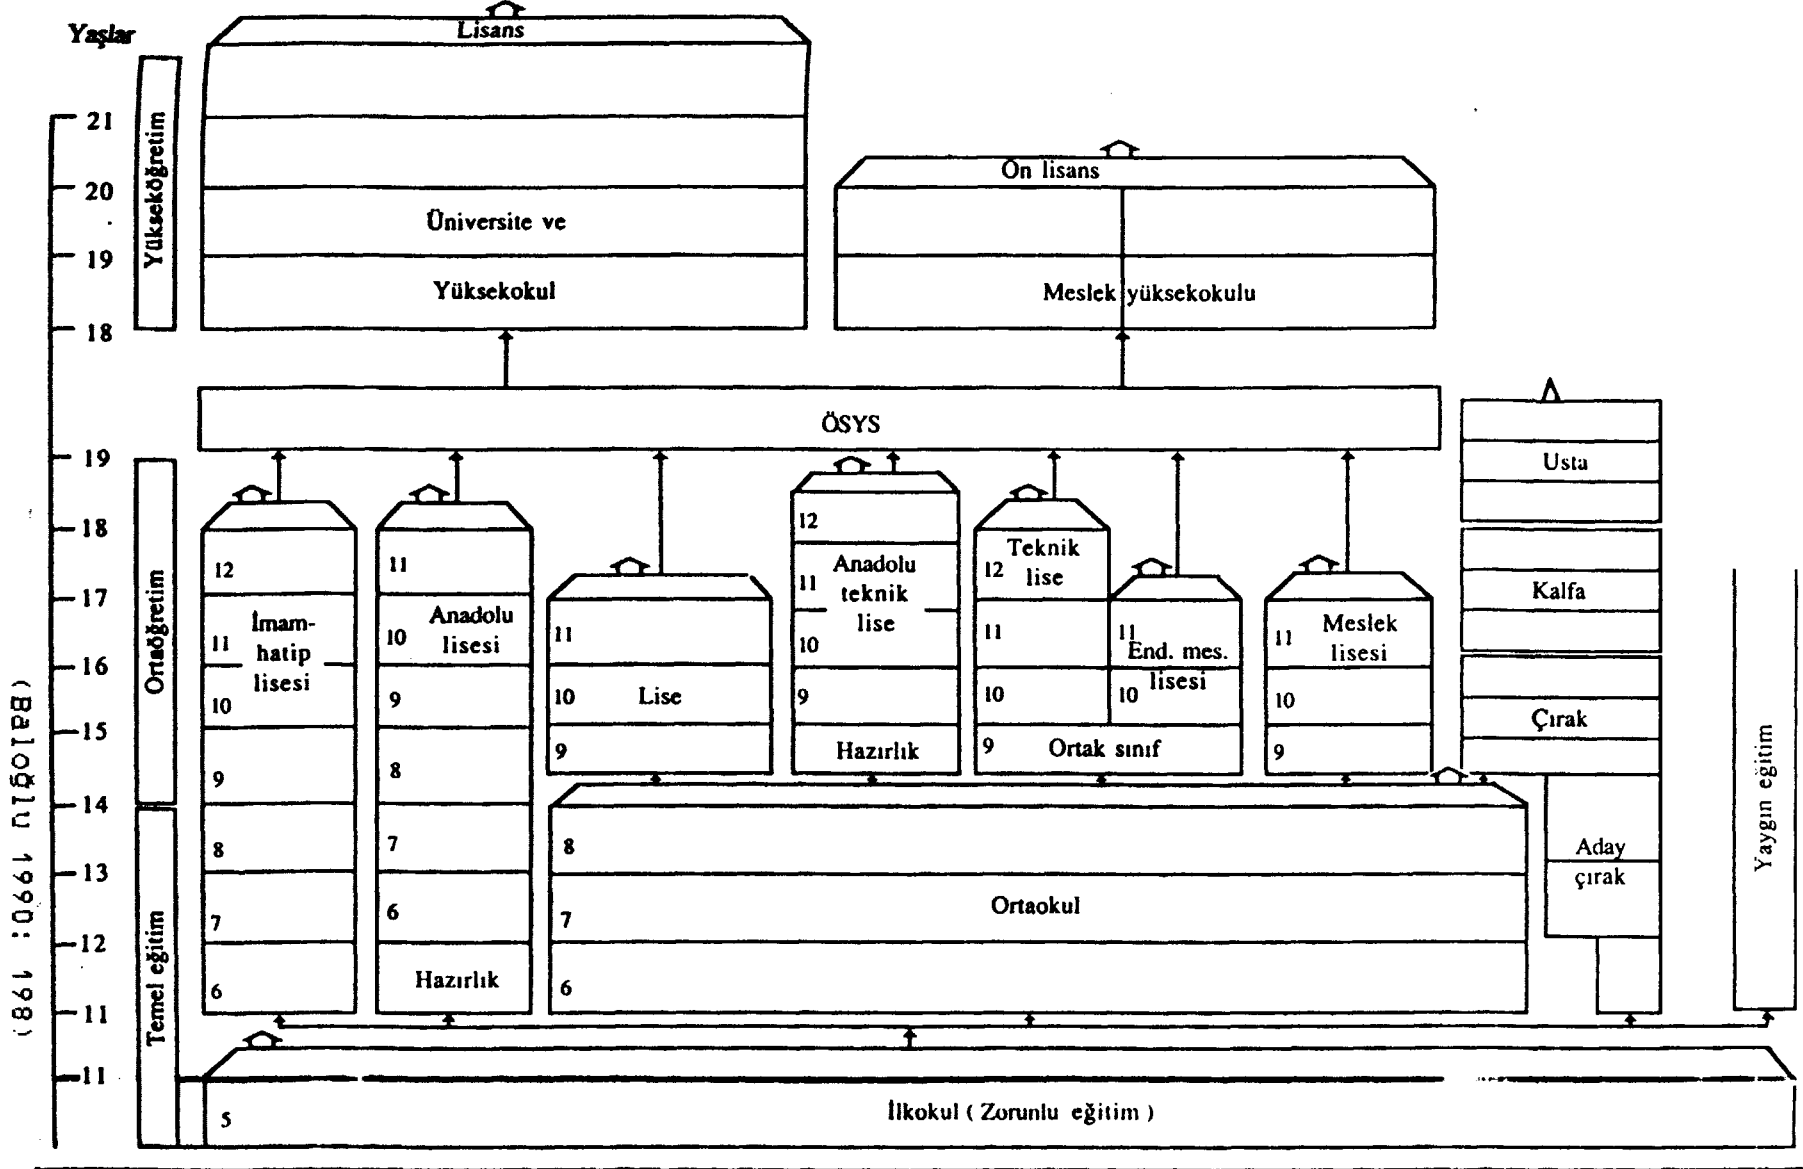 Yaşlar
21
20
19
18
19
18
17
16
15
14
13
12
11
11
Yükseköğretim
Ortaöğretim
Temel eğitim
(Baloğlu 1990: 198)
Lisans
Üniversite ve
Yüksekokul
On lisans
Meslek yüksekokulu
ÖSYS
12
11
10
9
8
7
6
İmam-
hatip
lisesi
11
10
9
8
7
6
Anadolu
lisesi
Hazırlık
11
10
9
Lise
12
11
10
9
Anadolu
teknik
lise
Hazırlık
12
11
10
9
Teknik
lise
11
10
End. mes.
lisesi
Ortak sınıf
11
10
9
Meslek
lisesi
Usta
Kalfa
Çırak
Aday
çırak
Yaygın eğitim
8
7
6
Ortaokul
5
İlkokul ( Zorunlu eğitim )